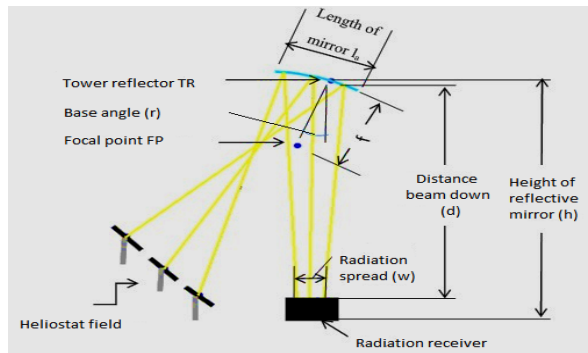 Length of
mirror lₐ
Tower reflector TR
Base angle (r)
Focal point FP
f
Distance
beam down
(d)
Height of
reflective
mirror (h)
Radiation
spread (w)
Heliostat field
Radiation receiver